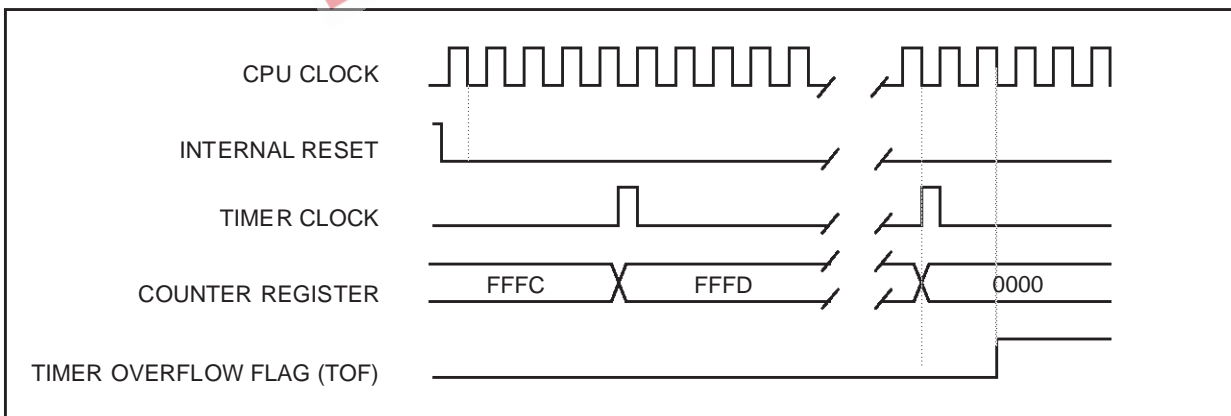 CPU CLOCK
INTERNAL RESET
TIMER CLOCK
COUNTER REGISTER
FFFC
FFFD
0000
TIMER OVERFLOW FLAG (TOF)